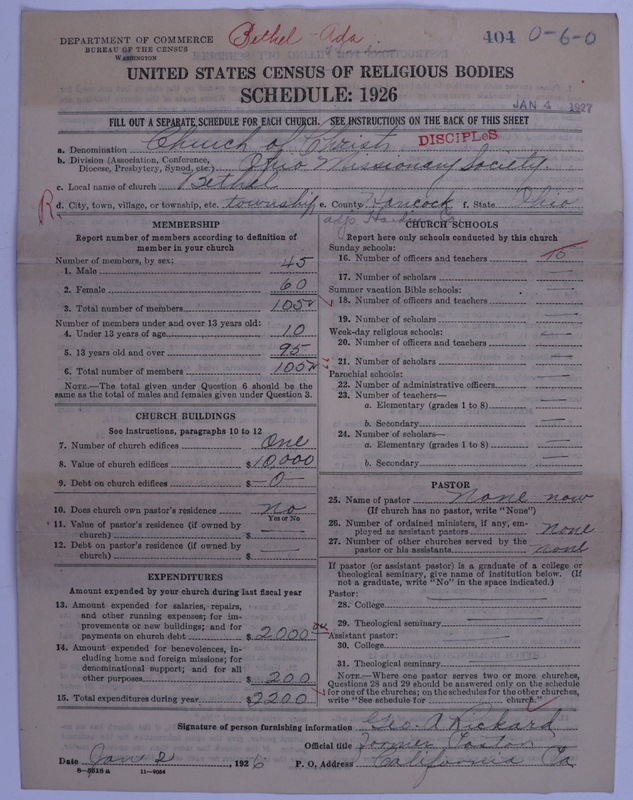 DEPARTMENT OF COMMERCE
BUREAU OF THE CENSUS
WASHINGTON
Bethel - Ada
404 0-6-0
UNITED STATES CENSUS OF RELIGIOUS BODIES
SCHEDULE: 1926
JAN 4 1927
FILL OUT A SEPARATE SCHEDULE FOR EACH CHURCH. SEE INSTRUCTIONS ON THE BACK OF THIS SHEET
a. Denomination Church of Christ
DISCIPLES
b. Division (Association, Conference, Diocese, Presbytery, Synod, etc.) Ohio Missionary Society.
c. Local name of church Bethal
R d. City, town, village, or township, etc. township e. County Hancock f. State Ohio
MEMBERSHIP
Report number of members according to definition of
member in your church
Number of members, by sex:
1. Male 45
2. Female 60
3. Total number of members 105
Number of members under and over 13 years old:
4. Under 13 years of age 10
5. 13 years old and over 95
6. Total number of members 105
NOTE.—The total given under Question 6 should be the
same as the total of males and females given under Question 3.
CHURCH BUILDINGS
See instructions, paragraphs 10 to 12
7. Number of church edifices One
8. Value of church edifices $10,000
9. Debt on church edifices $—0—
10. Does church own pastor's residence no
Yes or No
11. Value of pastor's residence (if owned by
church) $
12. Debt on pastor's residence (if owned by
church) $
EXPENDITURES
Amount expended by your church during last fiscal year
13. Amount expended for salaries, repairs,
and other running expenses; for im-
provements or new buildings; and for
payments on church debt $2000
14. Amount expended for benevolences, in-
cluding home and foreign missions; for
denominational support; and for all
other purposes $200
15. Total expenditures during year $2200
CHURCH SCHOOLS
Report here only schools conducted by this church
Sunday schools:
16. Number of officers and teachers 10
17. Number of scholars
Summer vacation Bible schools:
18. Number of officers and teachers
19. Number of scholars
Week-day religious schools:
20. Number of officers and teachers
21. Number of scholars
Parochial schools:
22. Number of administrative officers
23. Number of teachers—
a. Elementary (grades 1 to 8)
b. Secondary
24. Number of scholars—
a. Elementary (grades 1 to 8)
b. Secondary
PASTOR
25. Name of pastor None now
(If church has no pastor, write "None")
26. Number of ordained ministers, if any, em-
ployed as assistant pastors none
27. Number of other churches served by the
pastor or his assistants none
If pastor (or assistant pastor) is a graduate of a college or
theological seminary, give name of institution below. (If
not a graduate, write "No" in the space indicated.)
Pastor:
28. College
29. Theological seminary
Assistant pastor:
30. College
31. Theological seminary
NOTE.—Where one pastor serves two or more churches,
Questions 28 and 29 should be answered only on the schedule
for one of the churches; on the schedules for the other churches,
write "See schedule for church."
Signature of person furnishing information Geo. A Rickard
Official title Former Pastor
Date Jan 2, 1926 P. O. Address California Pa
8—5518 a 11—9054